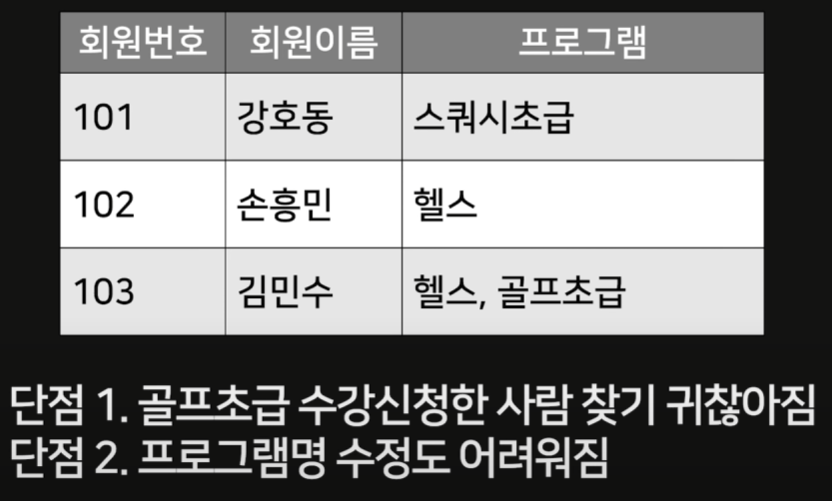 회원번호 회원이름 프로그램
101 강호동 스쿼시초급
102 손흥민 헬스
103 김민수 헬스, 골프초급
단점 1. 골프초급 수강신청한 사람 찾기 귀찮아짐
단점 2. 프로그램명 수정도 어려워짐